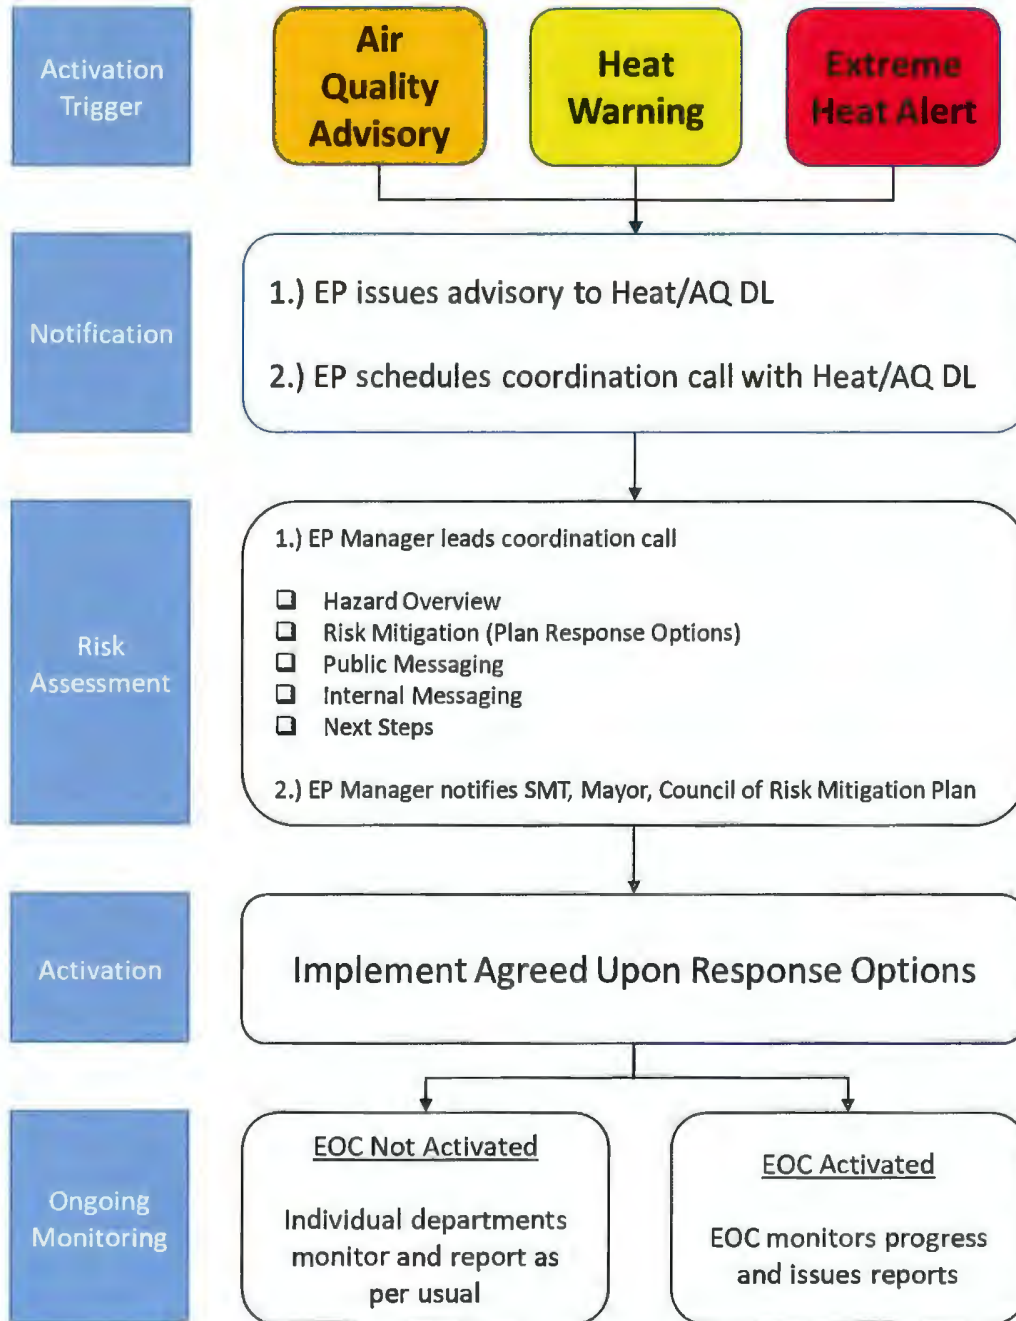 Activation
Trigger
Air
Quality
Advisory
Heat
Warning
Extreme
Heat Alert
Notification
1.) EP issues advisory to Heat/AQ DL
2.) EP schedules coordination call with Heat/AQ DL
Risk
Assessment
1.) EP Manager leads coordination call
❑ Hazard Overview
❑ Risk Mitigation (Plan Response Options)
❑ Public Messaging
❑ Internal Messaging
❑ Next Steps
2.) EP Manager notifies SMT, Mayor, Council of Risk Mitigation Plan
Activation
Implement Agreed Upon Response Options
Ongoing
Monitoring
EOC Not Activated
Individual departments
monitor and report as
per usual
EOC Activated
EOC monitors progress
and issues reports